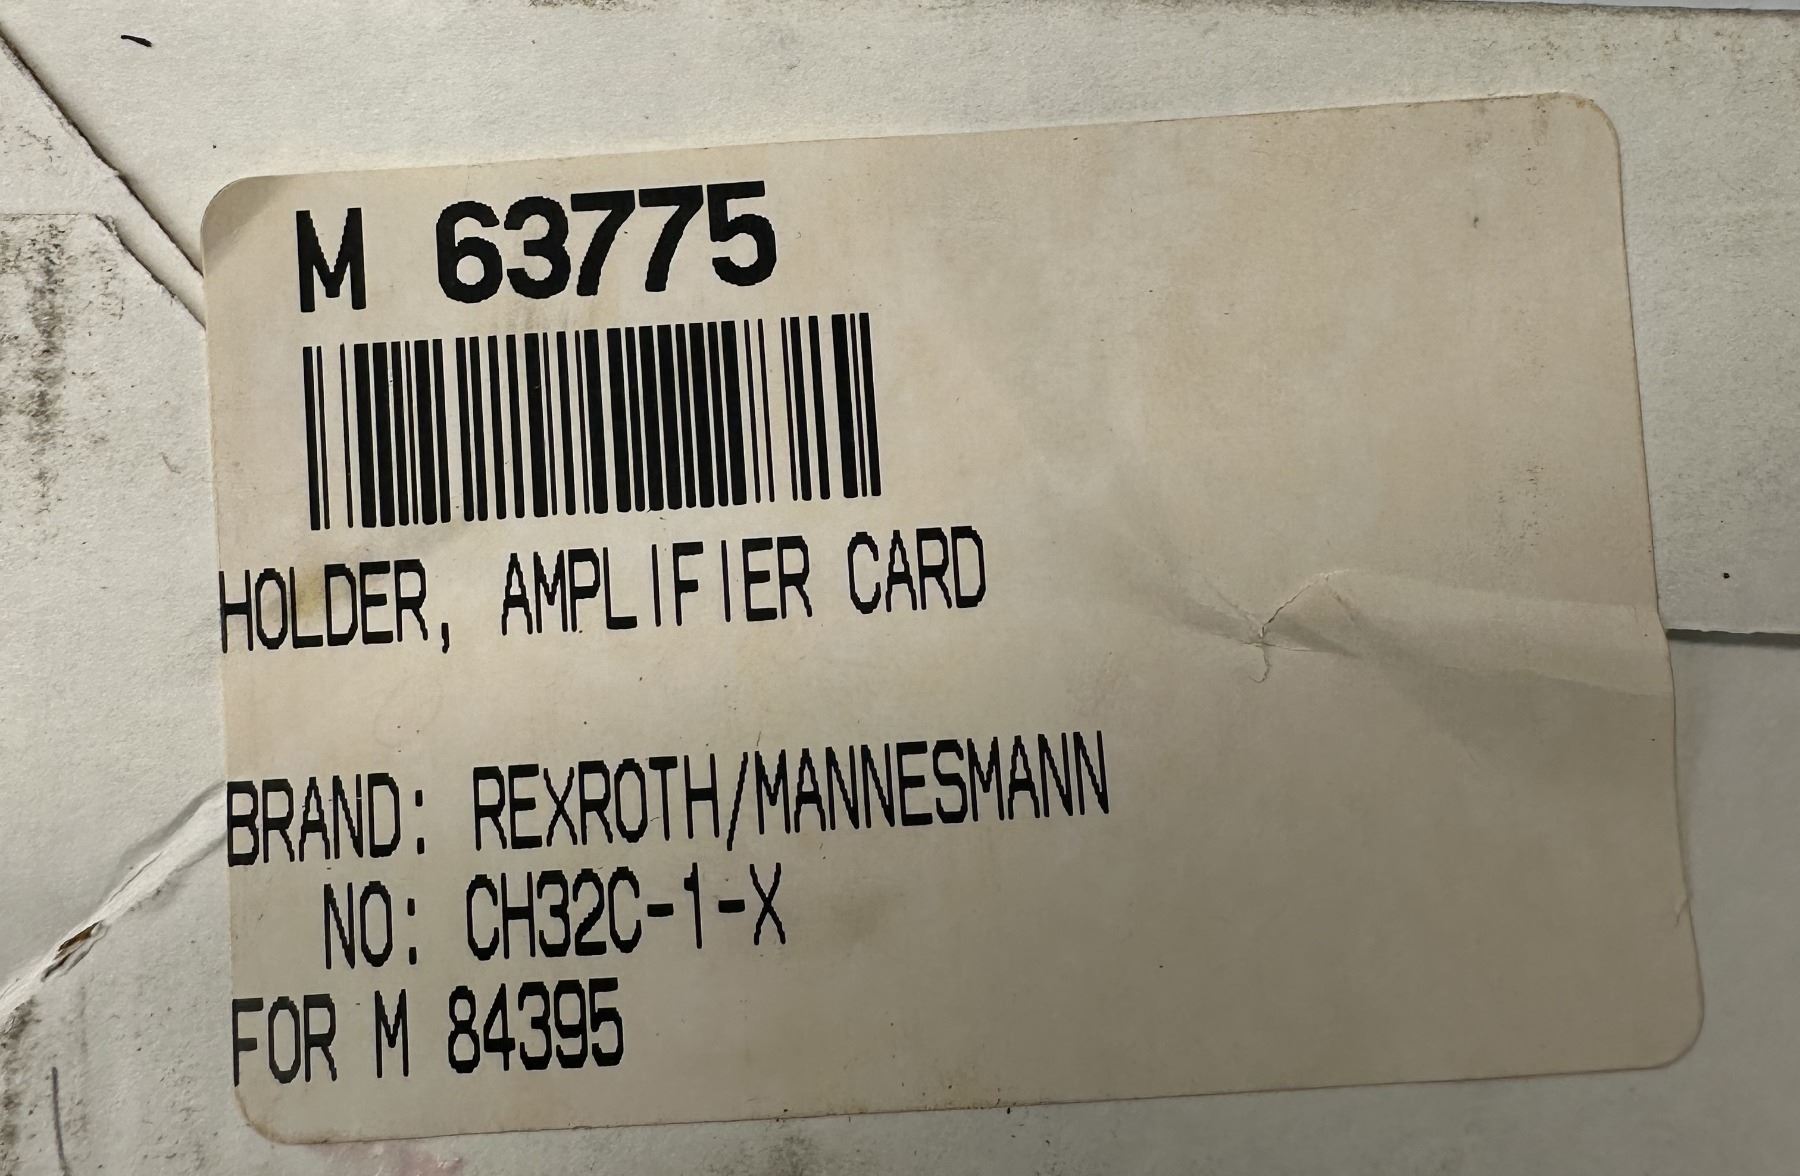 M 63775
HOLDER, AMPLIFIER CARD
BRAND: REXROTH/MANNESMANN
NO: CH32C-1-X
FOR M 84395